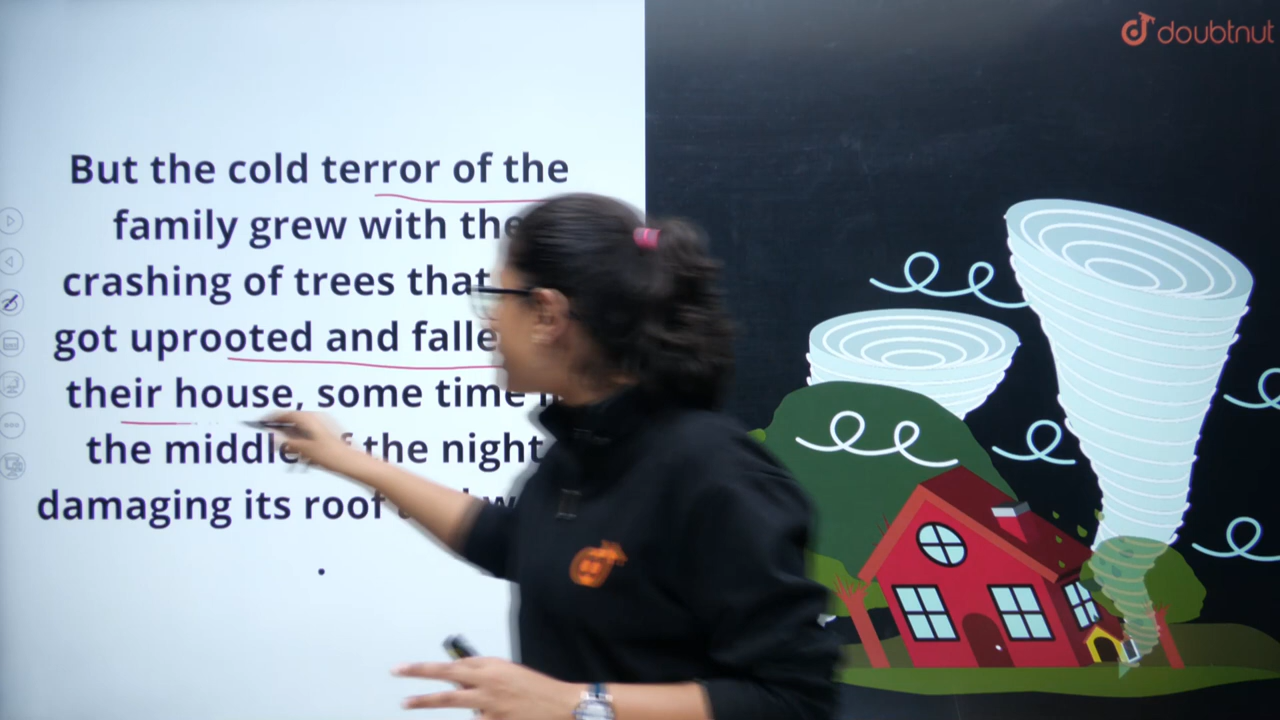 doubtnut
But the cold terror of the
family grew with the
crashing of trees that
got uprooted and
their house, some time
the middle of the night
damaging its roof